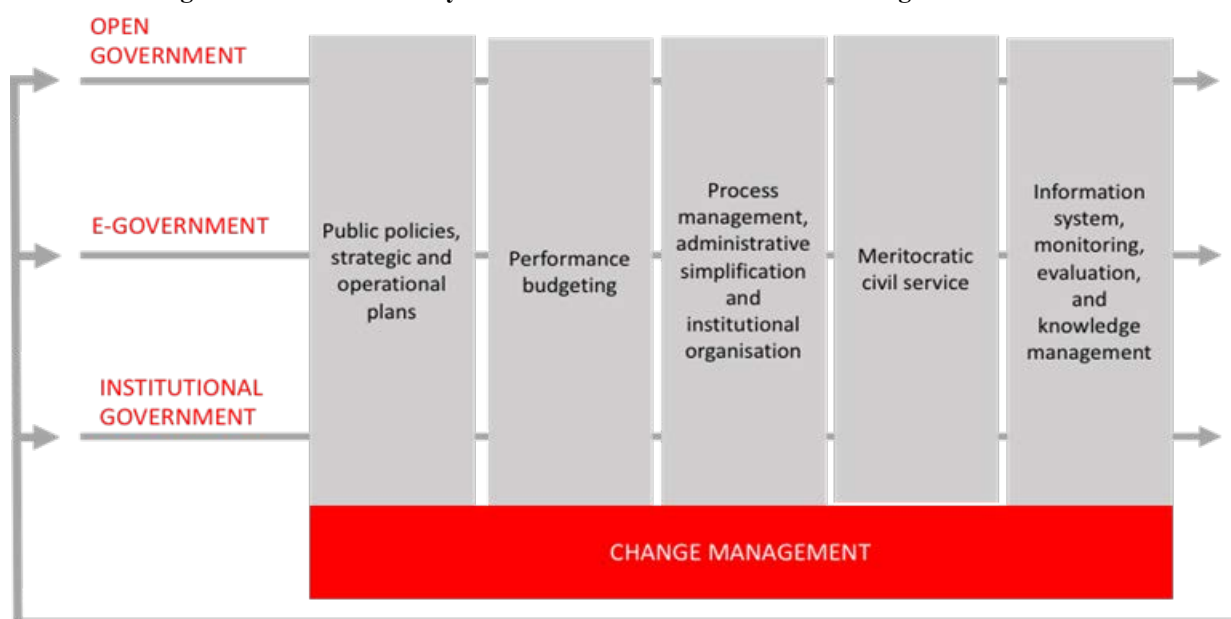 OPEN
GOVERNMENT
E-GOVERNMENT
INSTITUTIONAL
GOVERNMENT
Public policies,
strategic and
operational
plans
Performance
budgeting
Process
management,
administrative
simplification
and
institutional
organisation
Meritocratic
civil service
Information
system,
monitoring,
evaluation,
and
knowledge
management
CHANGE MANAGEMENT